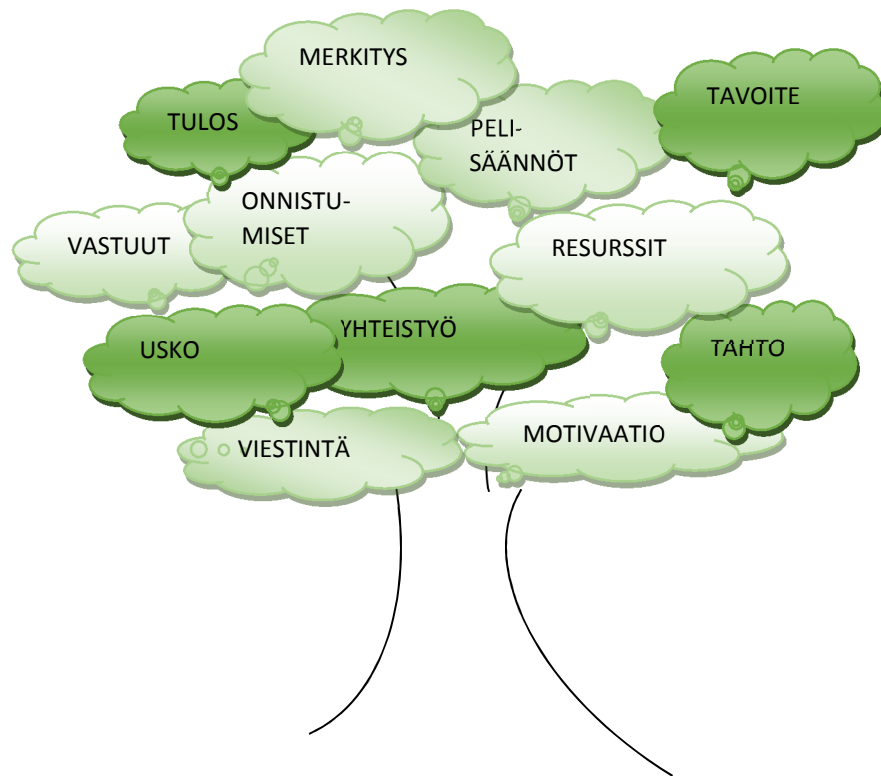 MERKITYS
TAVOITE
TULOS
PELI-
SÄÄNNÖT
ONNISTU-
MISET
VASTUUT
RESURSSIT
YHTEISTYÖ
USKO
TAHTO
VIESTINTÄ
MOTIVAATIO